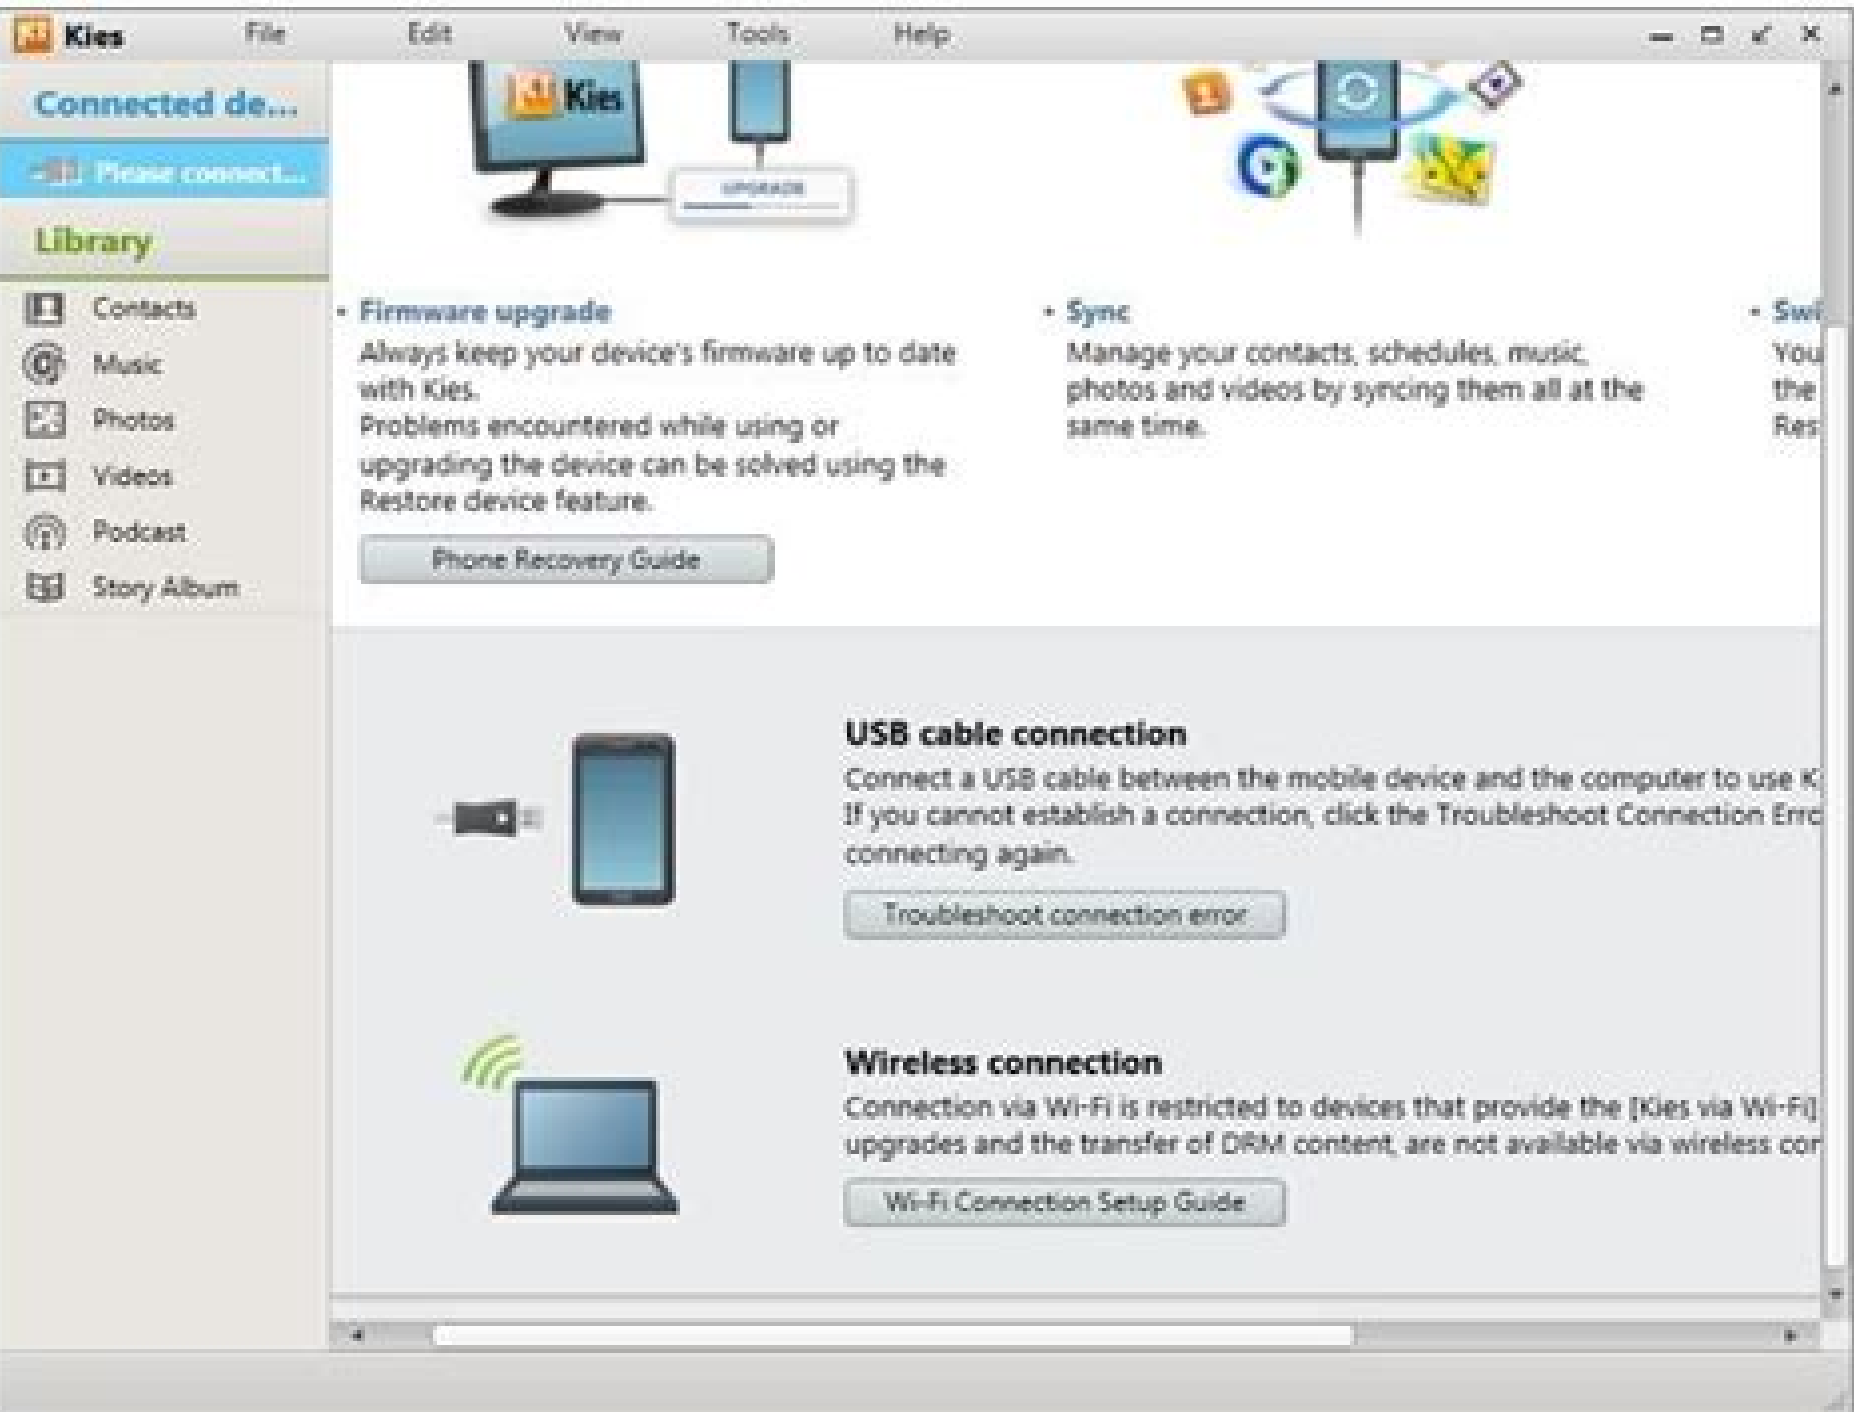 Kies File Edit View Tools Help
Connected de...
Please connect...
Library
Contacts
Music
Photos
Videos
Podcast
Story Album
Kies
UPGRADE
• Firmware upgrade
Always keep your device's firmware up to date
with Kies.
Problems encountered while using or
upgrading the device can be solved using the
Restore device feature.
Phone Recovery Guide
• Sync
Manage your contacts, schedules, music,
photos and videos by syncing them all at the
same time.
• Swi
You
the
Res
USB cable connection
Connect a USB cable between the mobile device and the computer to use K
If you cannot establish a connection, click the Troubleshoot Connection Erro
connecting again.
Troubleshoot connection error
Wireless connection
Connection via Wi-Fi is restricted to devices that provide the [Kies via Wi-Fi]
upgrades and the transfer of DRM content, are not available via wireless con
Wi-Fi Connection Setup Guide